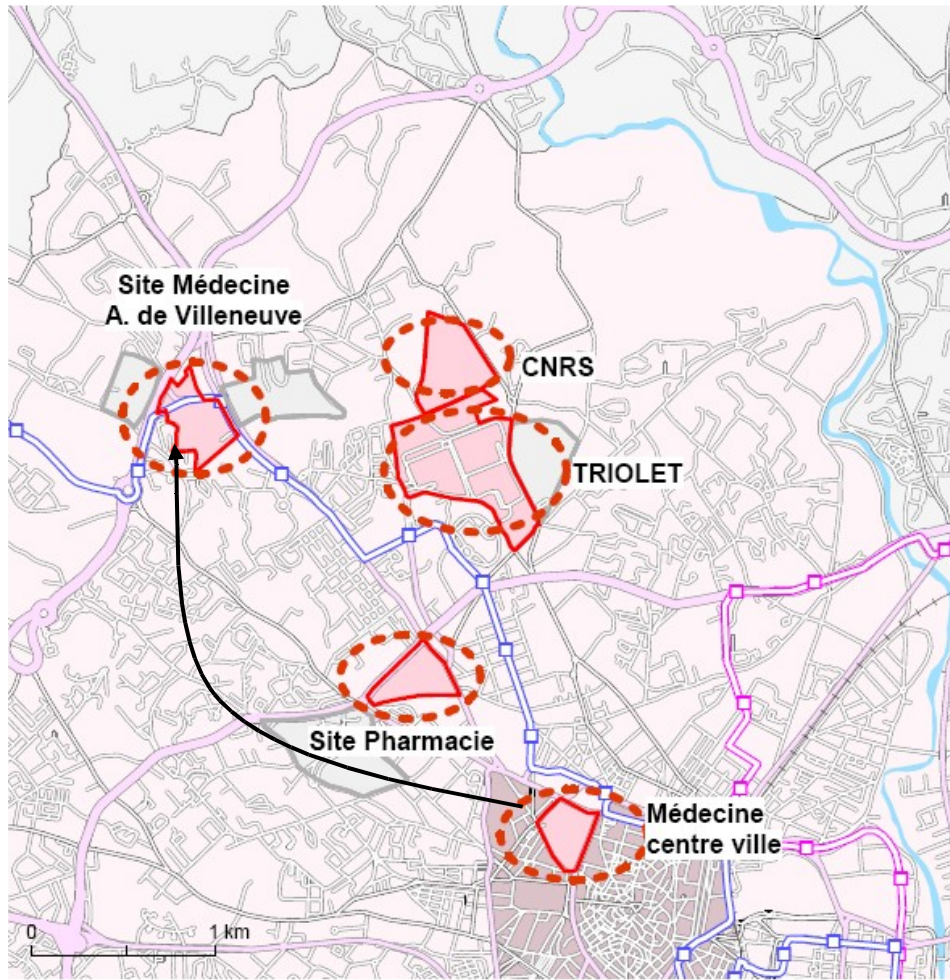 Site Médecine
A. de Villeneuve
CNRS
TRIOLET
Site Pharmacie
Médecine
centre ville
0 1 km